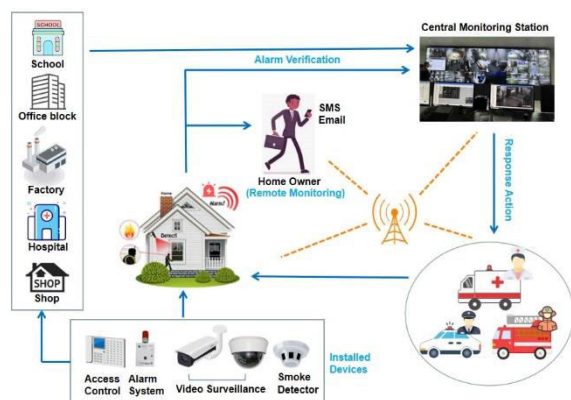 School
Office block
Factory
Hospital
SHOP
Shop
Central Monitoring Station
Alarm Verification
SMS
Email
Home Owner
(Remote Monitoring)
Response Action
Home
Alarm!
Detect!
Access
Control
Alarm
System
Video Surveillance
Smoke
Detector
Installed
Devices